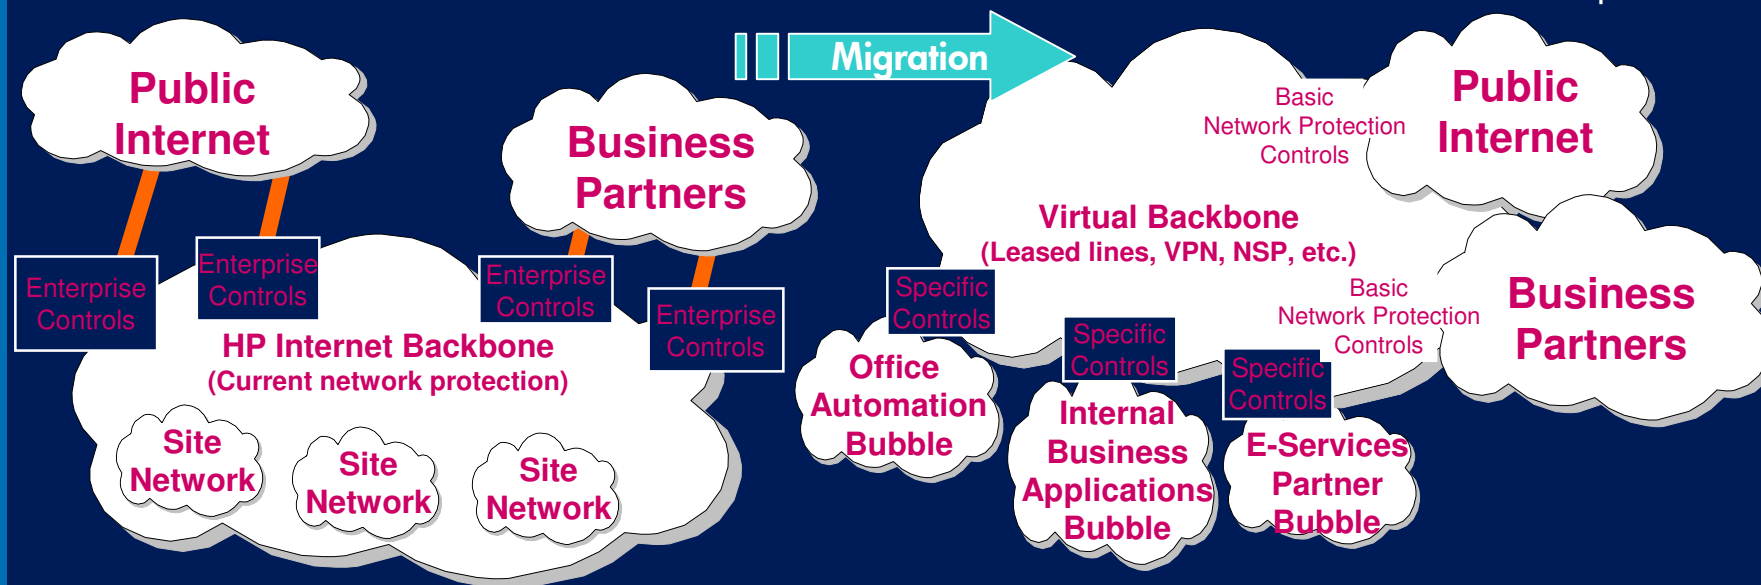 Public
Internet
Business
Partners
Enterprise
Controls
Enterprise
Controls
Enterprise
Controls
Enterprise
Controls
HP Internet Backbone
(Current network protection)
Site
Network
Site
Network
Site
Network
Migration
Basic
Network Protection
Controls
Public
Internet
Virtual Backbone
(Leased lines, VPN, NSP, etc.)
Basic
Network Protection
Controls
Business
Partners
Specific
Controls
Specific
Controls
Specific
Controls
Office
Automation
Bubble
Internal
Business
Applications
Bubble
E-Services
Partner
Bubble